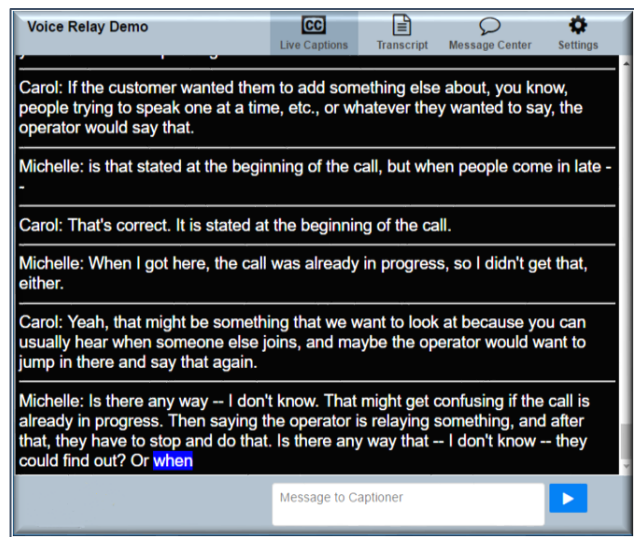 Voice Relay Demo
CC
Live Captions
Transcript
Message Center
Settings
Carol: If the customer wanted them to add something else about, you know,
people trying to speak one at a time, etc., or whatever they wanted to say, the
operator would say that.
Michelle: is that stated at the beginning of the call, but when people come in late -
-
Carol: That's correct. It is stated at the beginning of the call.
Michelle: When I got here, the call was already in progress, so I didn't get that,
either.
Carol: Yeah, that might be something that we want to look at because you can
usually hear when someone else joins, and maybe the operator would want to
jump in there and say that again.
Michelle: Is there any way -- I don't know. That might get confusing if the call is
already in progress. Then saying the operator is relaying something, and after
that, they have to stop and do that. Is there any way that -- I don't know -- they
could find out? Or when
Message to Captioner